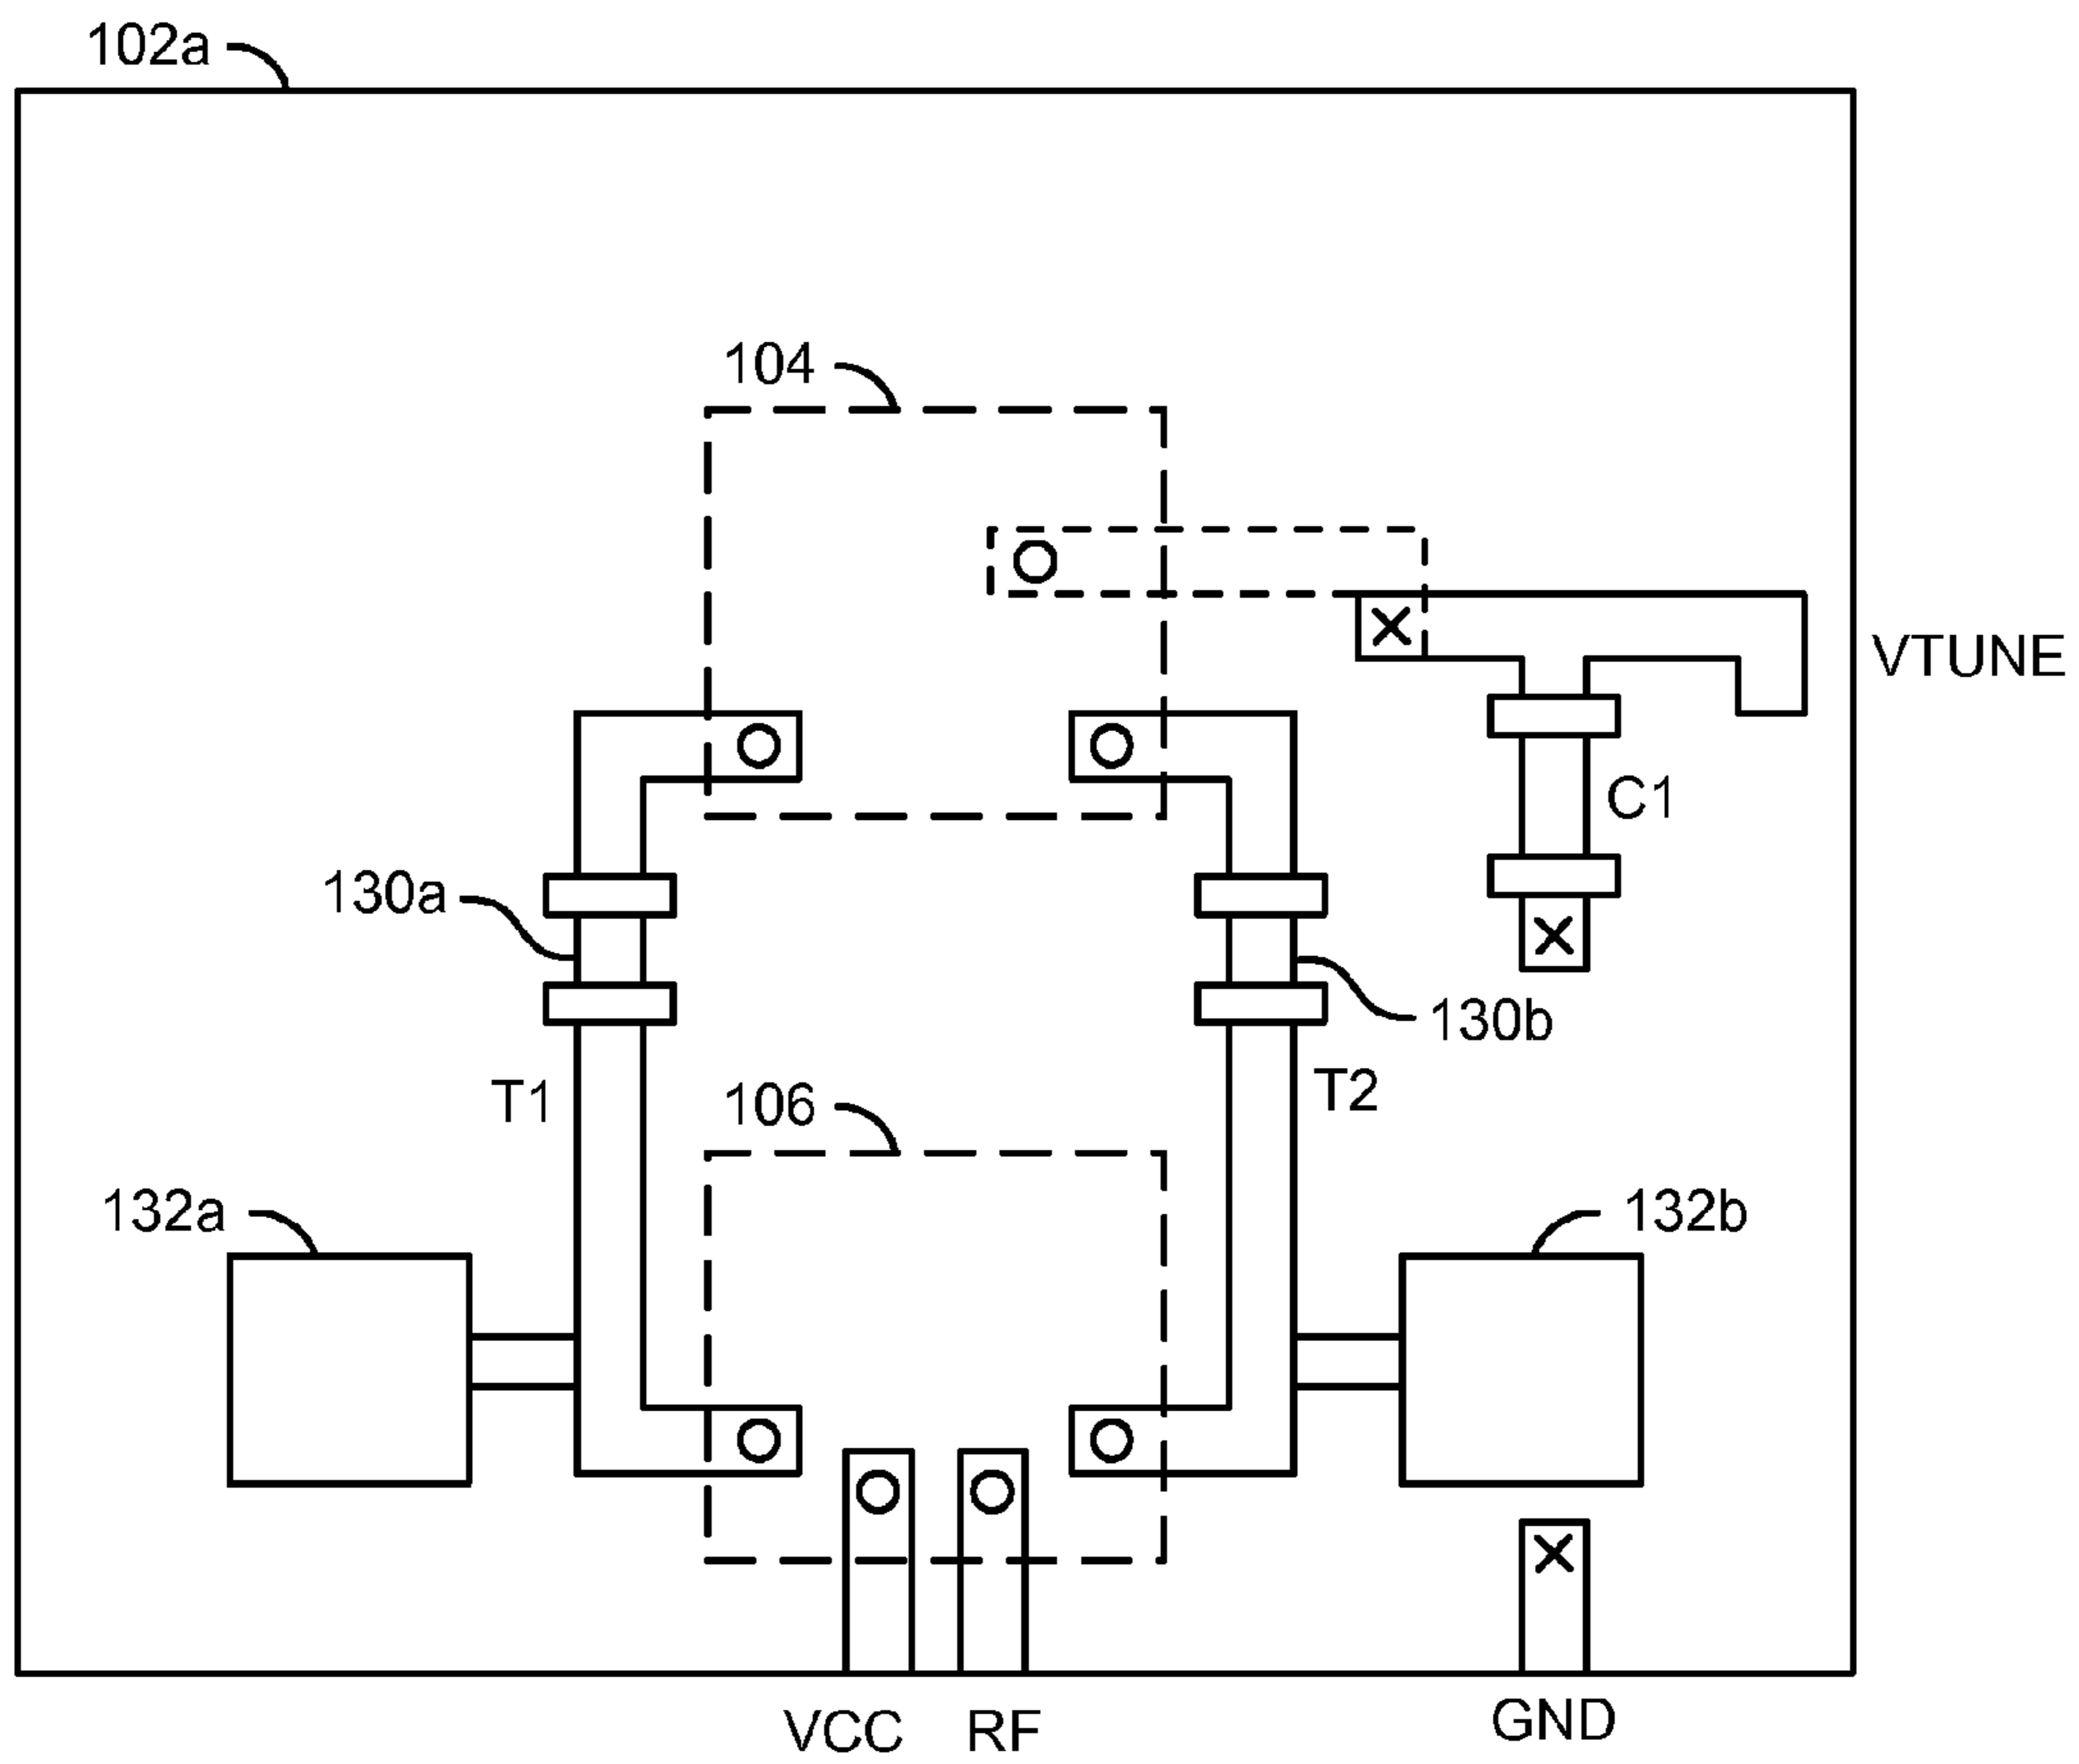 102a
104
VTUNE
C1
130a
130b
T1
T2
106
132a
132b
VCC
RF
GND